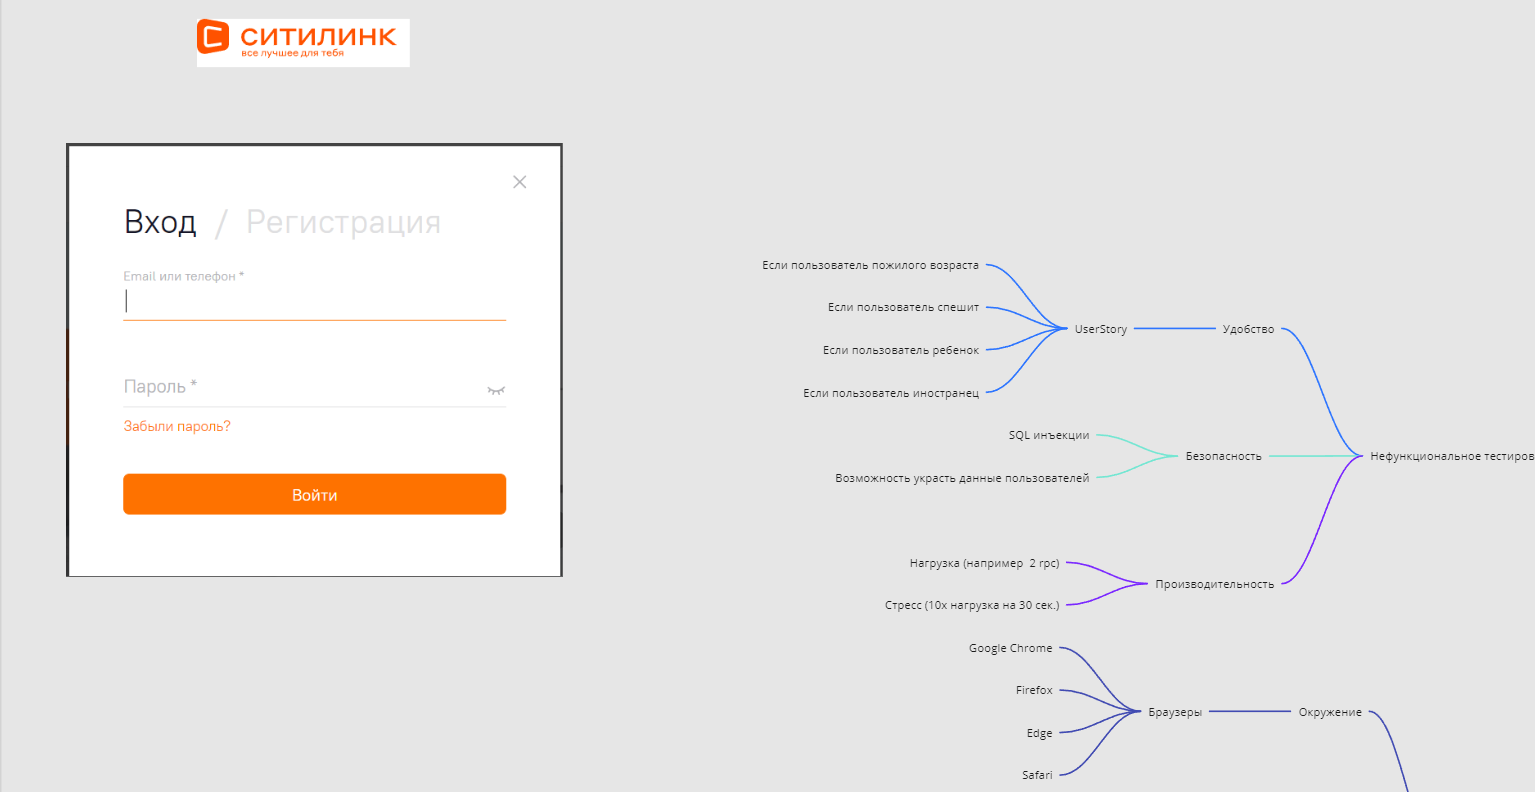 СИТИЛИНК
все лучшее для тебя
Вход / Регистрация
Email или телефон *
Пароль *
Забыли пароль?
Войти
Если пользователь пожилого возраста
Если пользователь спешит
UserStory
Удобство
Если пользователь ребенок
Если пользователь иностранец
SQL инъекции
Безопасность
Нефункциональное тестиров
Возможность украсть данные пользователей
Нагрузка (например 2 rpc)
Производительность
Стресс (10x нагрузка на 30 сек.)
Google Chrome
Firefox
Браузеры
Окружение
Edge
Safari